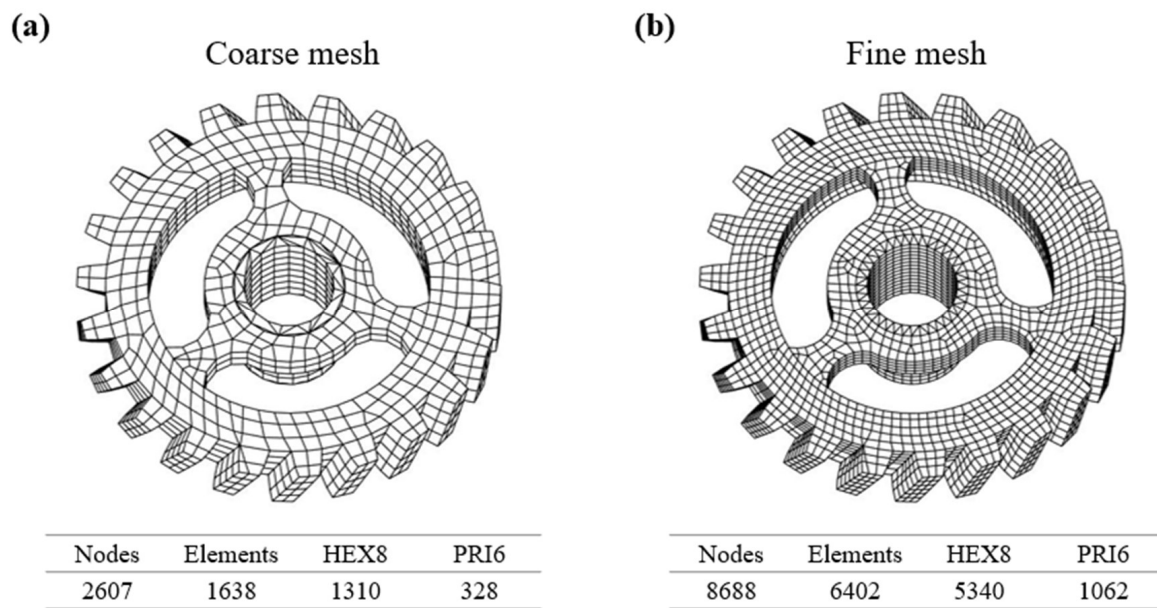 (a)
Coarse mesh
Nodes Elements HEX8 PRI6
2607 1638 1310 328
(b)
Fine mesh
Nodes Elements HEX8 PRI6
8688 6402 5340 1062